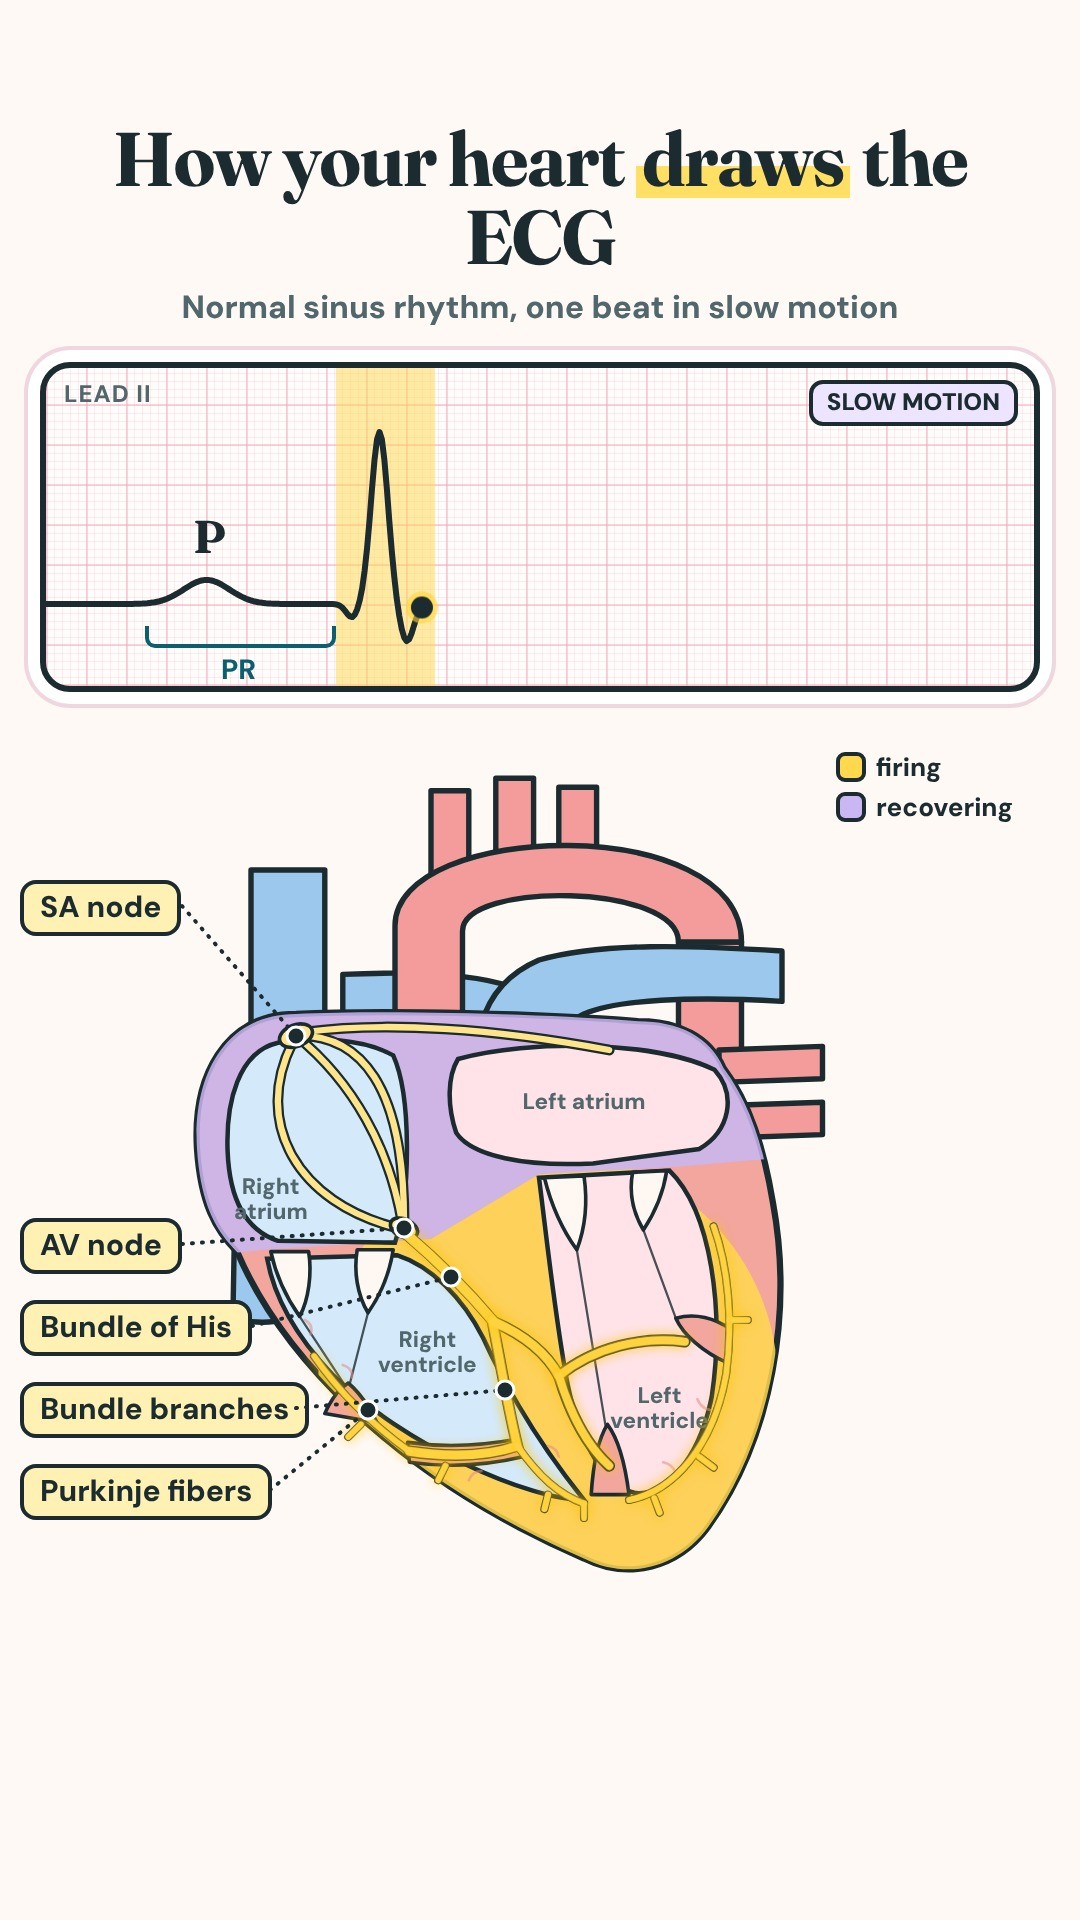 How your heart draws the
ECG
Normal sinus rhythm, one beat in slow motion
LEAD II
SLOW MOTION
P
PR
firing
recovering
SA node
Left atrium
Right
atrium
AV node
Bundle of His
Right
ventricle
Bundle branches
Left
ventricle
Purkinje fibers